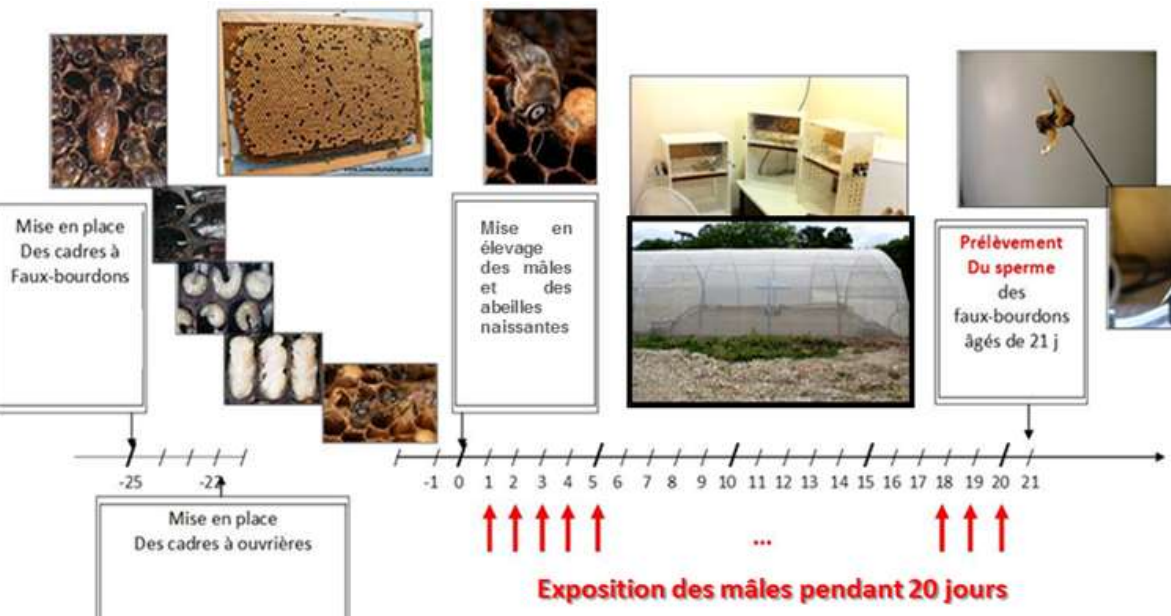 Mise en place
Des cadres à
Faux-bourdons
Mise en
élevage
des mâles
et des
abeilles
naissantes
Prélèvement
Du sperme
des
faux-bourdons
âgés de 21 j
-25 -22 -1 0 1 2 3 4 5 6 7 8 9 10 11 12 13 14 15 16 17 18 19 20 21
Mise en place
Des cadres à ouvrières
...
Exposition des mâles pendant 20 jours